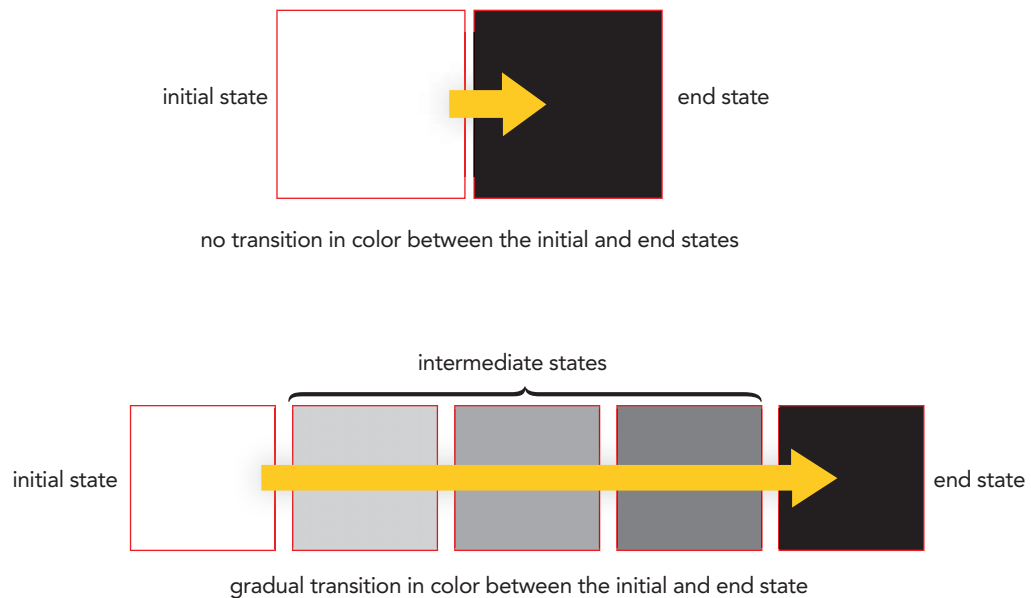 initial state
end state
no transition in color between the initial and end states
intermediate states
initial state
end state
gradual transition in color between the initial and end state